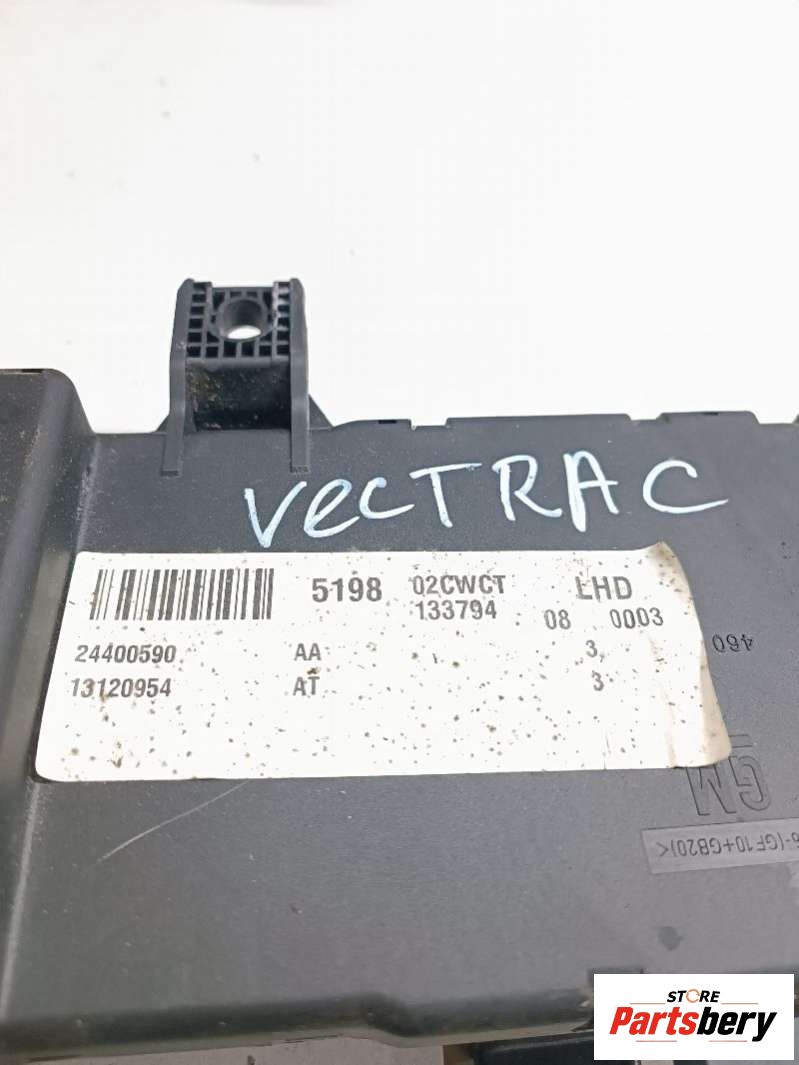 VecTRA C
5198 02CWCT LHD
133794 08 0003
24400590 AA 3
13120954 AT 3
460
GM
6-(GF10+GB20)<
STORE
Partsbery